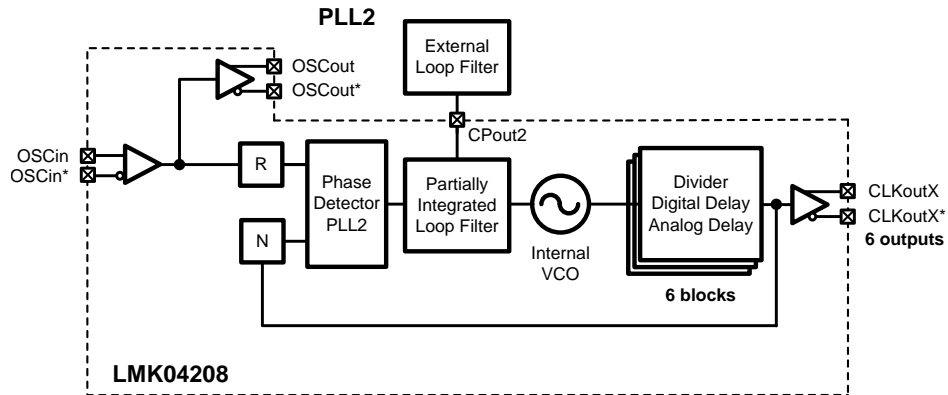 PLL2
External
Loop Filter
OSCout
OSCout*
CPout2
OSCin
OSCin*
R
N
Phase
Detector
PLL2
Partially
Integrated
Loop Filter
Internal
VCO
Divider
Digital Delay
Analog Delay
6 blocks
CLKoutX
CLKoutX*
6 outputs
LMK04208